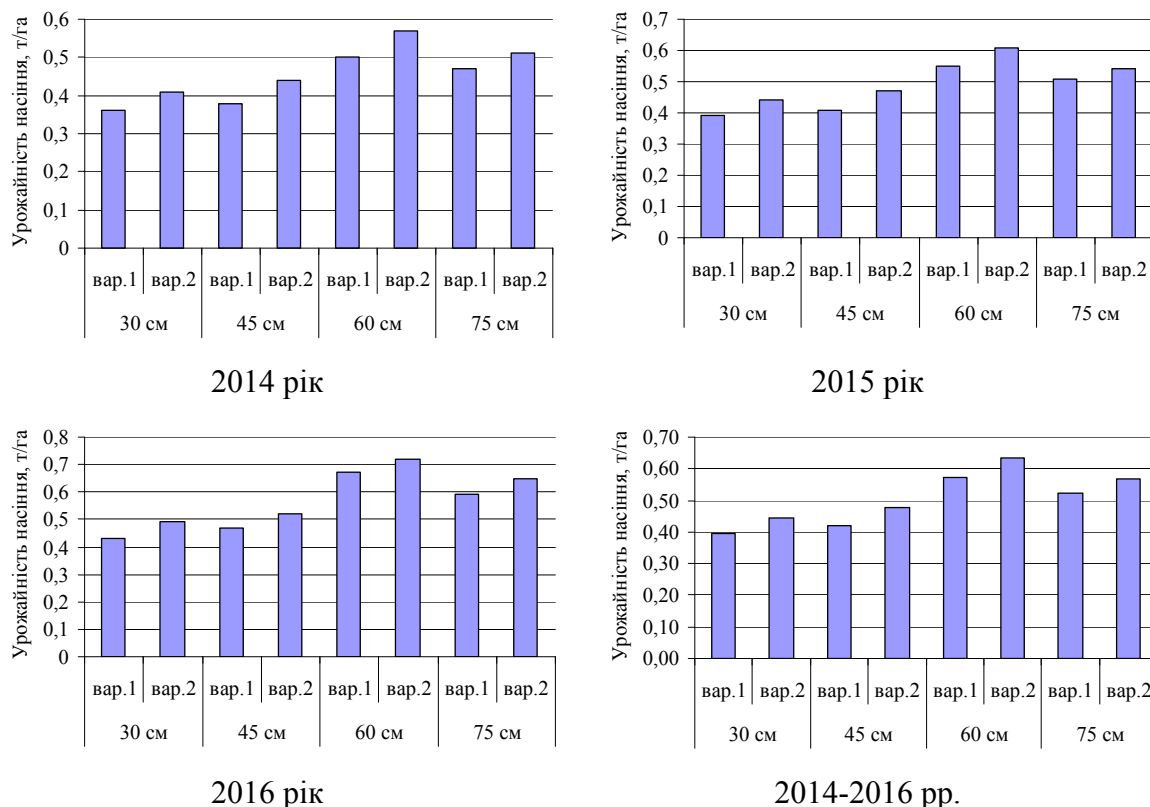 Урожайність насіння, т/га
0,6
0,5
0,4
0,3
0,2
0,1
0
вар.1 вар.2 вар.1 вар.2 вар.1 вар.2 вар.1 вар.2
30 см 45 см 60 см 75 см
2014 рік
Урожайність насіння, т/га
0,7
0,6
0,5
0,4
0,3
0,2
0,1
0
вар.1 вар.2 вар.1 вар.2 вар.1 вар.2 вар.1 вар.2
30 см 45 см 60 см 75 см
2015 рік
Урожайність насіння, т/га
0,8
0,7
0,6
0,5
0,4
0,3
0,2
0,1
0
вар.1 вар.2 вар.1 вар.2 вар.1 вар.2 вар.1 вар.2
30 см 45 см 60 см 75 см
2016 рік
Урожайність насіння, т/га
0,70
0,60
0,50
0,40
0,30
0,20
0,10
0,00
вар.1 вар.2 вар.1 вар.2 вар.1 вар.2 вар.1 вар.2
30 см 45 см 60 см 75 см
2014-2016 рр.